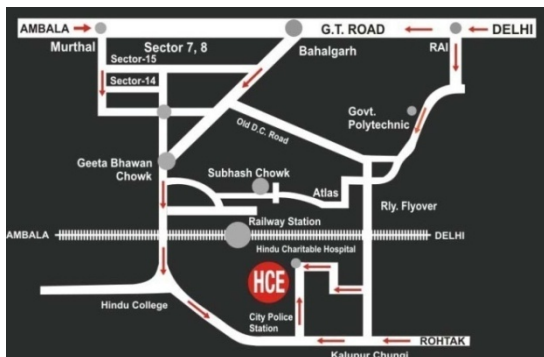 AMBALA
G.T. ROAD
DELHI
Murthal
Sector 7, 8
Bahalgarh
RAI
Sector-15
Sector-14
Govt.
Polytechnic
Old D.C. Road
Geeta Bhawan
Chowk
Subhash Chowk
Atlas
Rly. Flyover
Railway Station
AMBALA
DELHI
Hindu Charitable Hospital
HCE
Hindu College
City Police
Station
ROHTAK
Kalupur Chungi